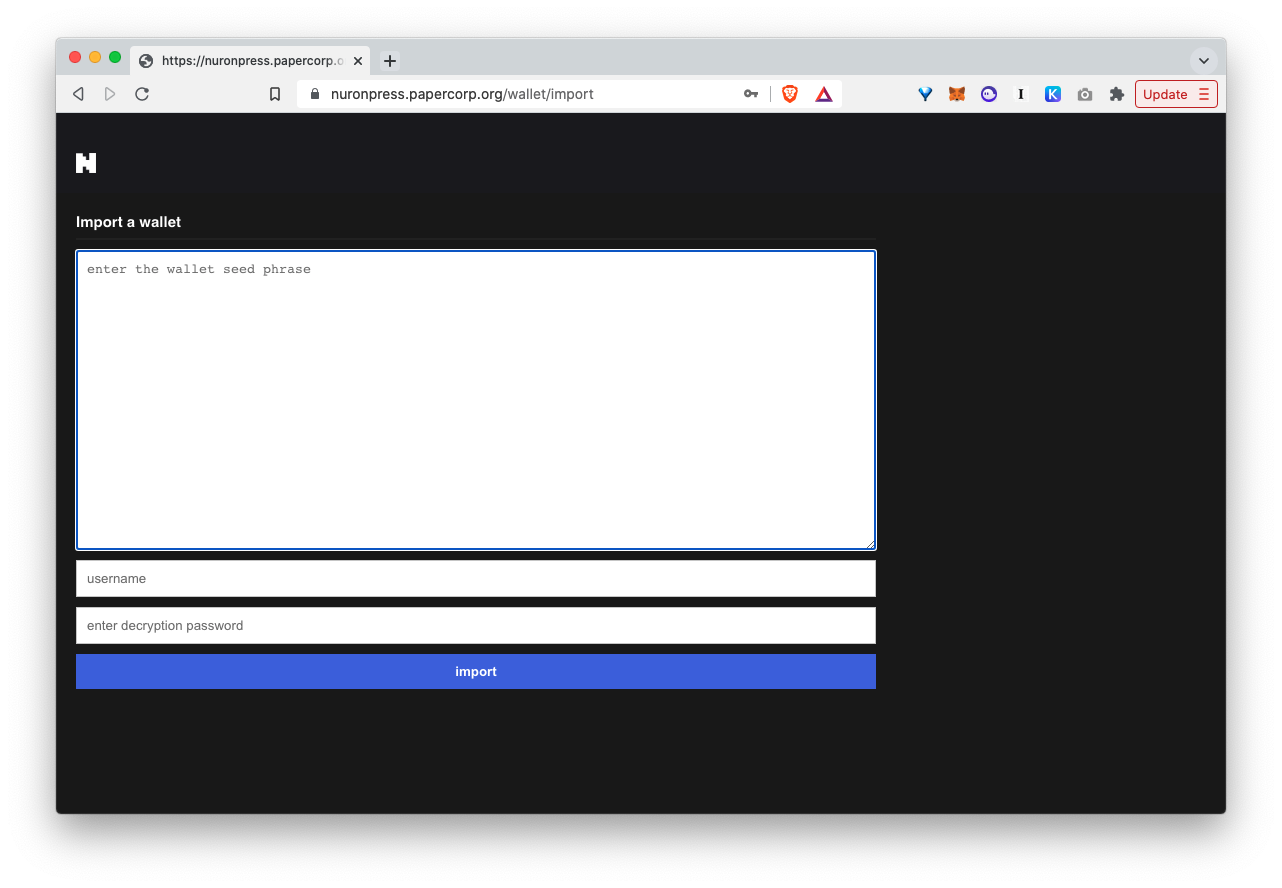 https://nuronpress.papercorp.o
nuronpress.papercorp.org/wallet/import
Update
Import a wallet
enter the wallet seed phrase
username
enter decryption password
import